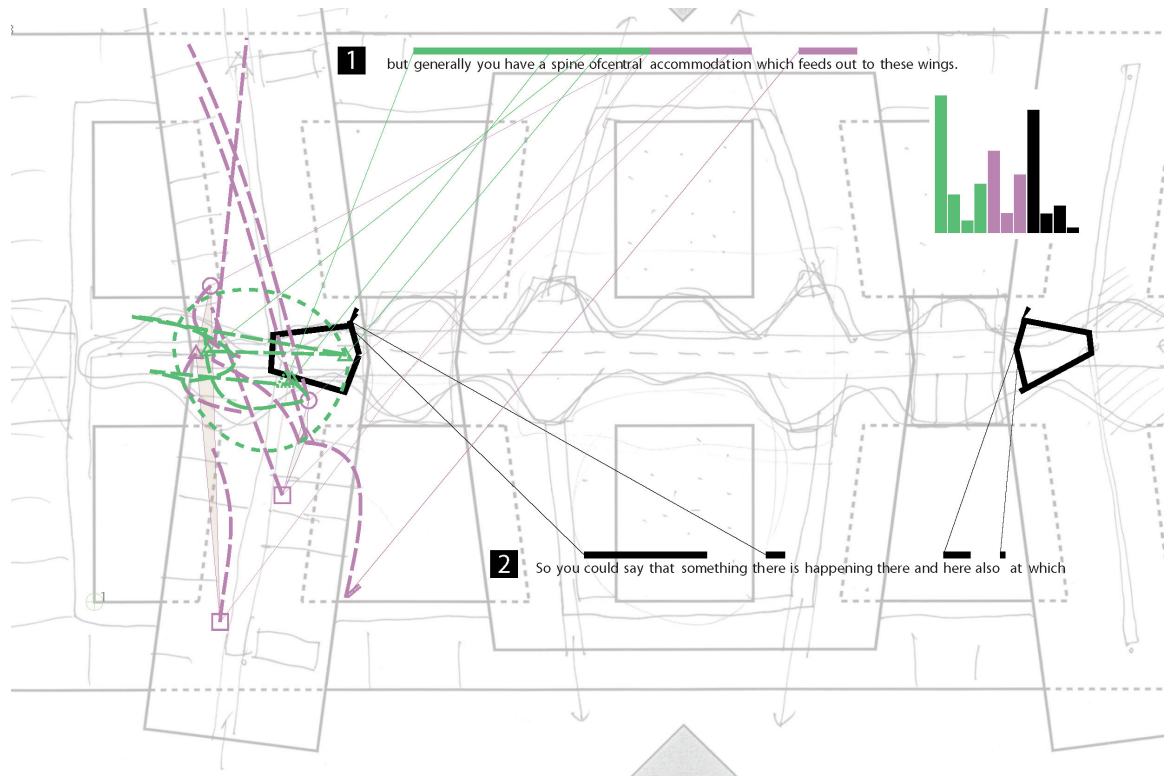 1
but generally you have a spine ofcentral accommodation which feeds out to these wings.
2
So you could say that something there is happening there and here also at which
1